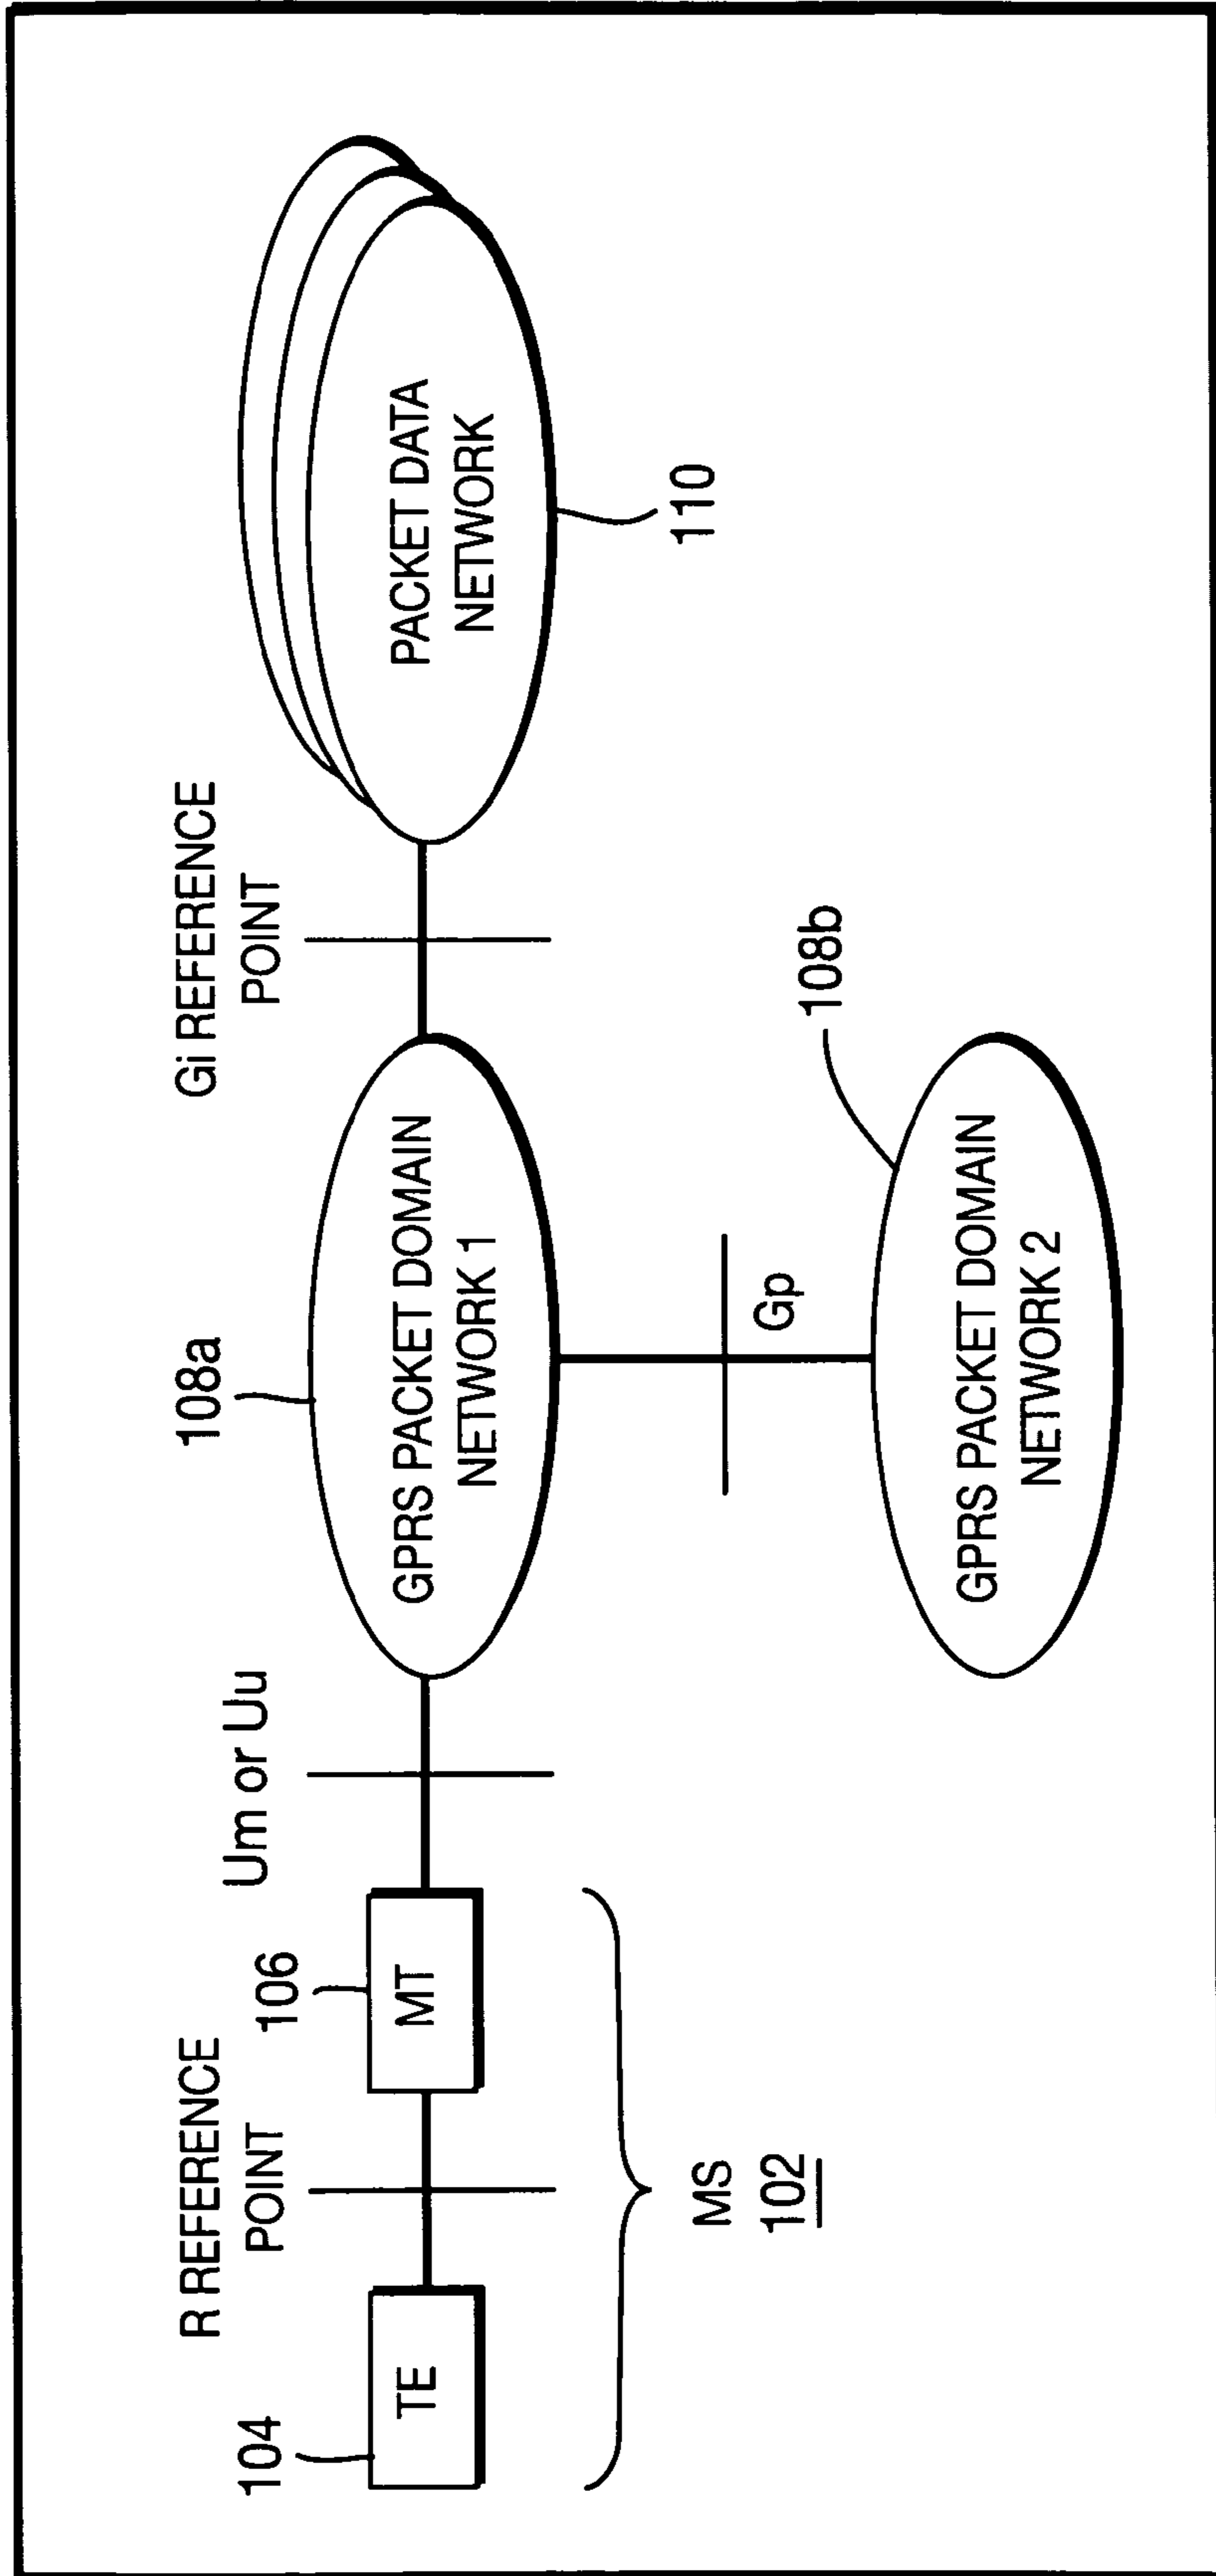 104
TE
R REFERENCE
POINT
106
MT
MS
102
Um or Uu
108a
GPRS PACKET DOMAIN
NETWORK 1
Gp
GPRS PACKET DOMAIN
NETWORK 2
108b
Gi REFERENCE
POINT
PACKET DATA
NETWORK
110